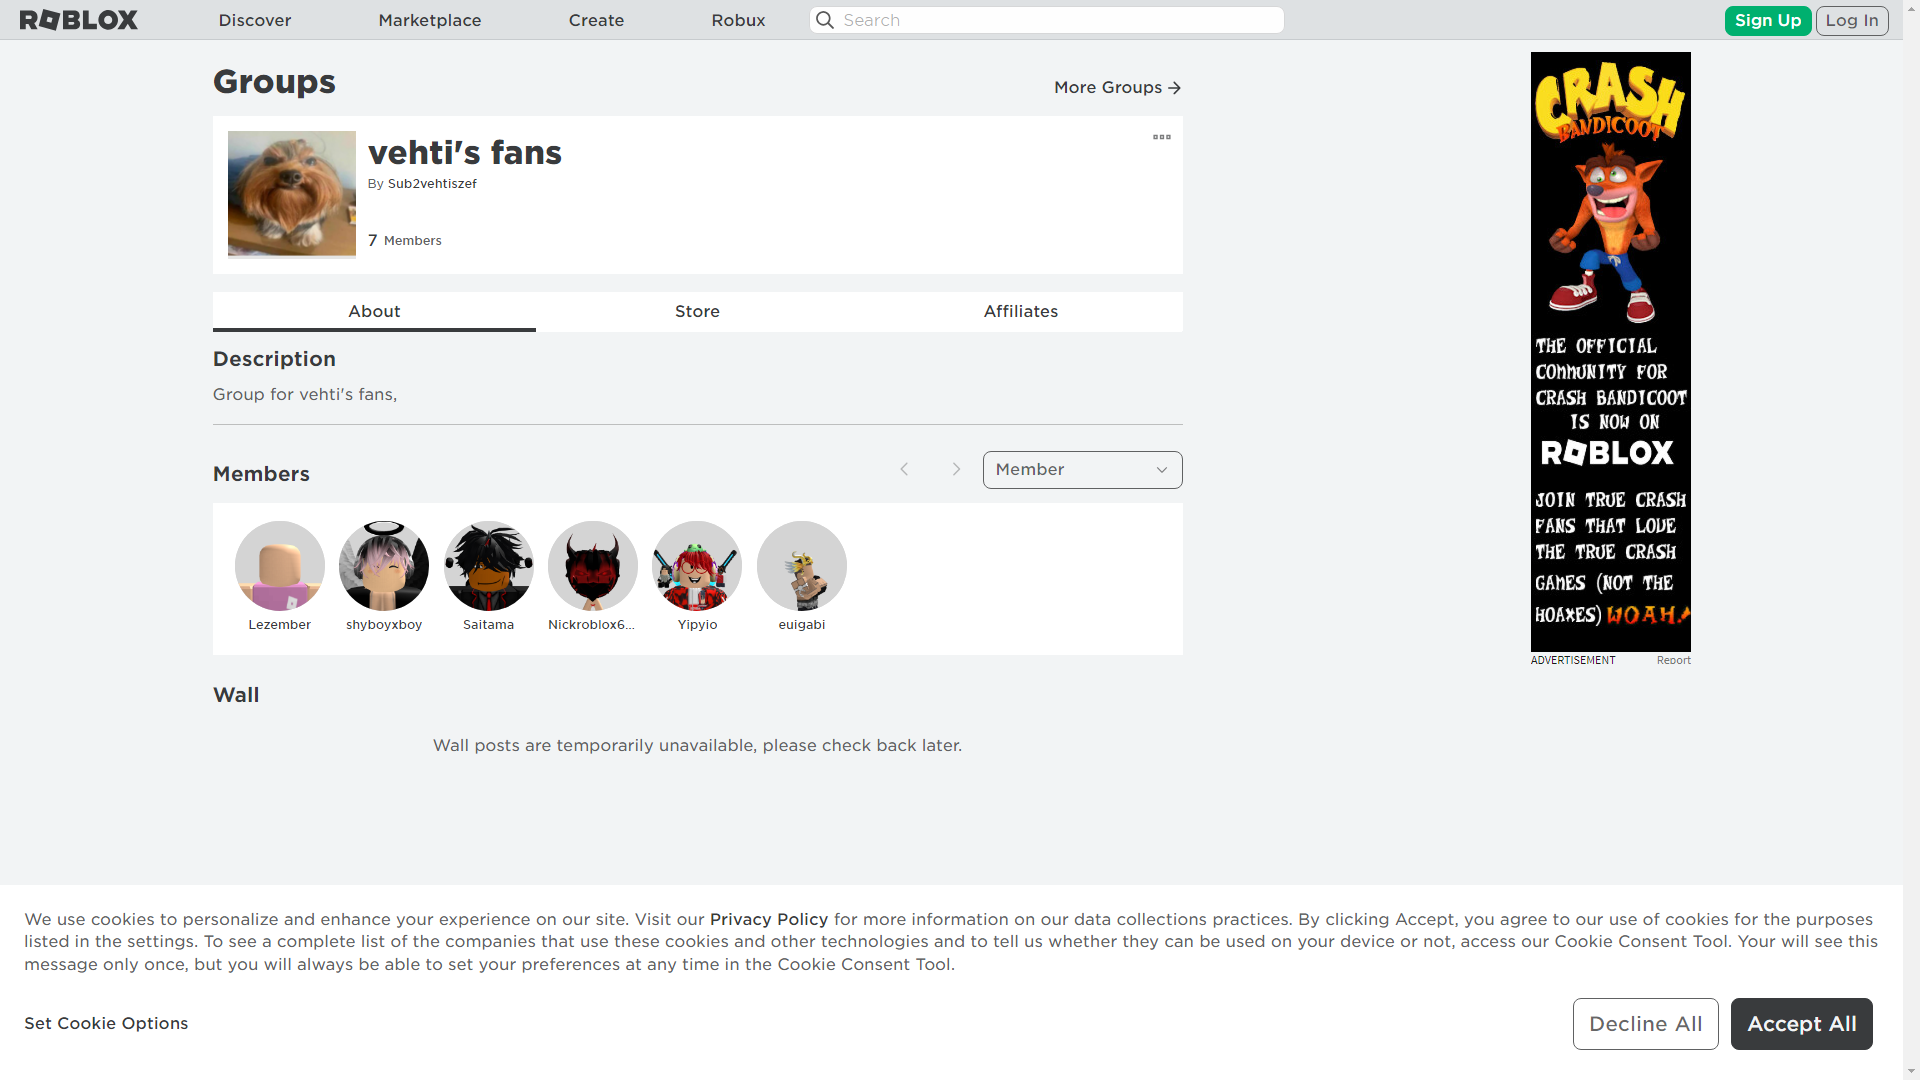 ROBLOX
Discover
Marketplace
Create
Robux
Search
Sign Up
Log In
Groups
More Groups
vehti's fans
By Sub2vehtiszef
7 Members
About
Store
Affiliates
Description
Group for vehti's fans,
Members
Member
Lezember
shyboyxboy
Saitama
Nickroblox6...
Yipyio
euigabi
Wall
Wall posts are temporarily unavailable, please check back later.
CRASH
BANDICOOT
THE OFFICIAL
COMMUNITY FOR
CRASH BANDICOOT
IS NOW ON
ROBLOX
JOIN TRUE CRASH
FANS THAT LOVE
THE TRUE CRASH
GAMES (NOT THE
HOAXES) WOAH!
ADVERTISEMENT
Report
We use cookies to personalize and enhance your experience on our site. Visit our Privacy Policy for more information on our data collections practices. By clicking Accept, you agree to our use of cookies for the purposes
listed in the settings. To see a complete list of the companies that use these cookies and other technologies and to tell us whether they can be used on your device or not, access our Cookie Consent Tool. Your will see this
message only once, but you will always be able to set your preferences at any time in the Cookie Consent Tool.
Set Cookie Options
Decline All
Accept All